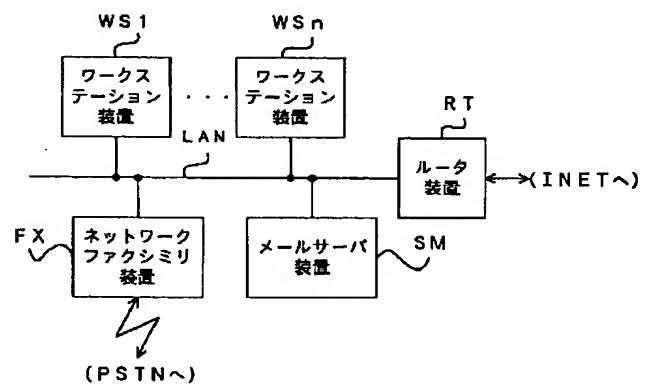 WS1
WSn
ワークス
テーション
装置
・・・
ワークス
テーション
装置
RT
LAN
ルータ
装置
(INETへ)
FX
ネットワーク
ファクシミリ
装置
メールサーバ
装置
SM
(PSTNへ)